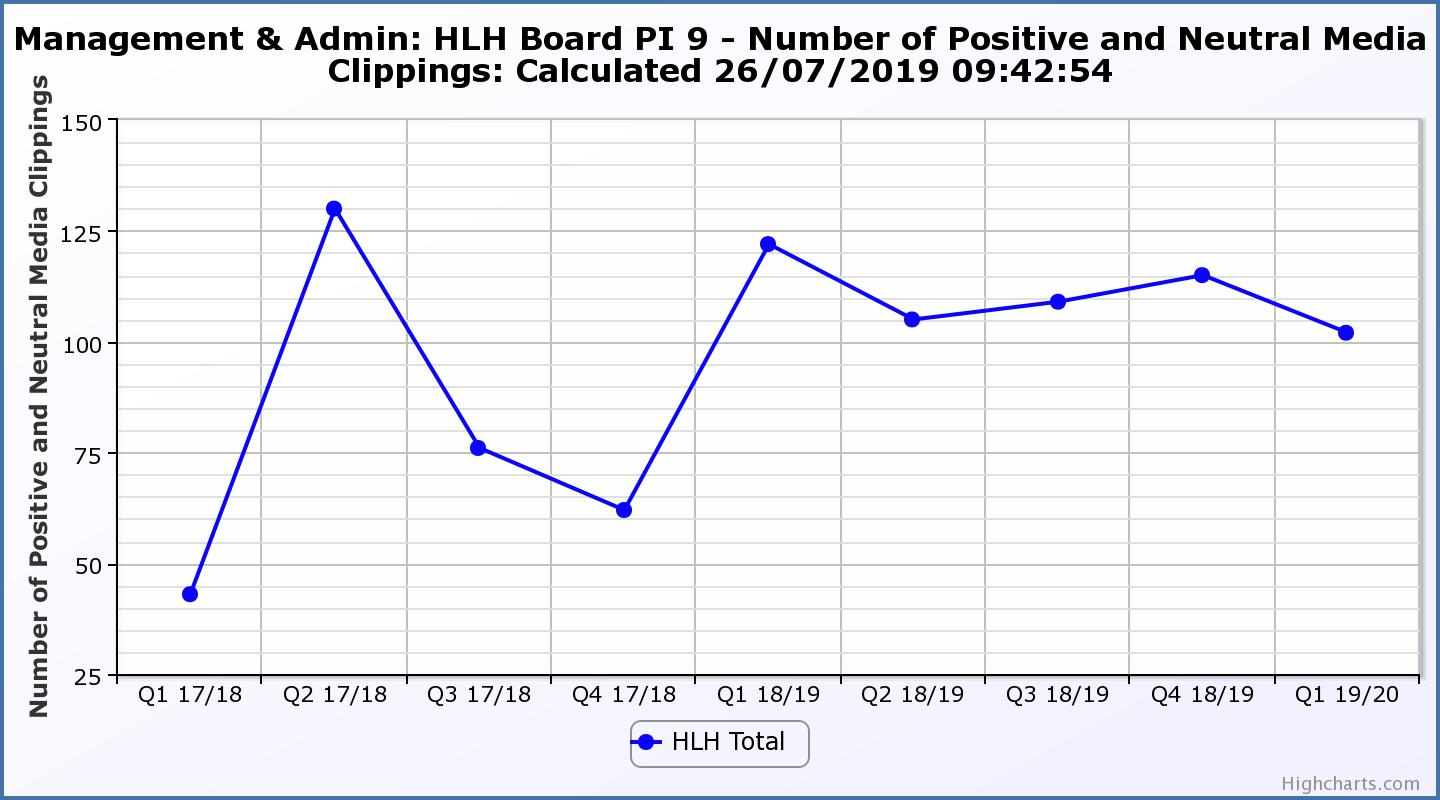 Management & Admin: HLH Board PI 9 - Number of Positive and Neutral Media
Clippings: Calculated 26/07/2019 09:42:54
Number of Positive and Neutral Media Clippings
150
125
100
75
50
25
Q1 17/18
Q2 17/18
Q3 17/18
Q4 17/18
Q1 18/19
Q2 18/19
Q3 18/19
Q4 18/19
Q1 19/20
HLH Total
Highcharts.com